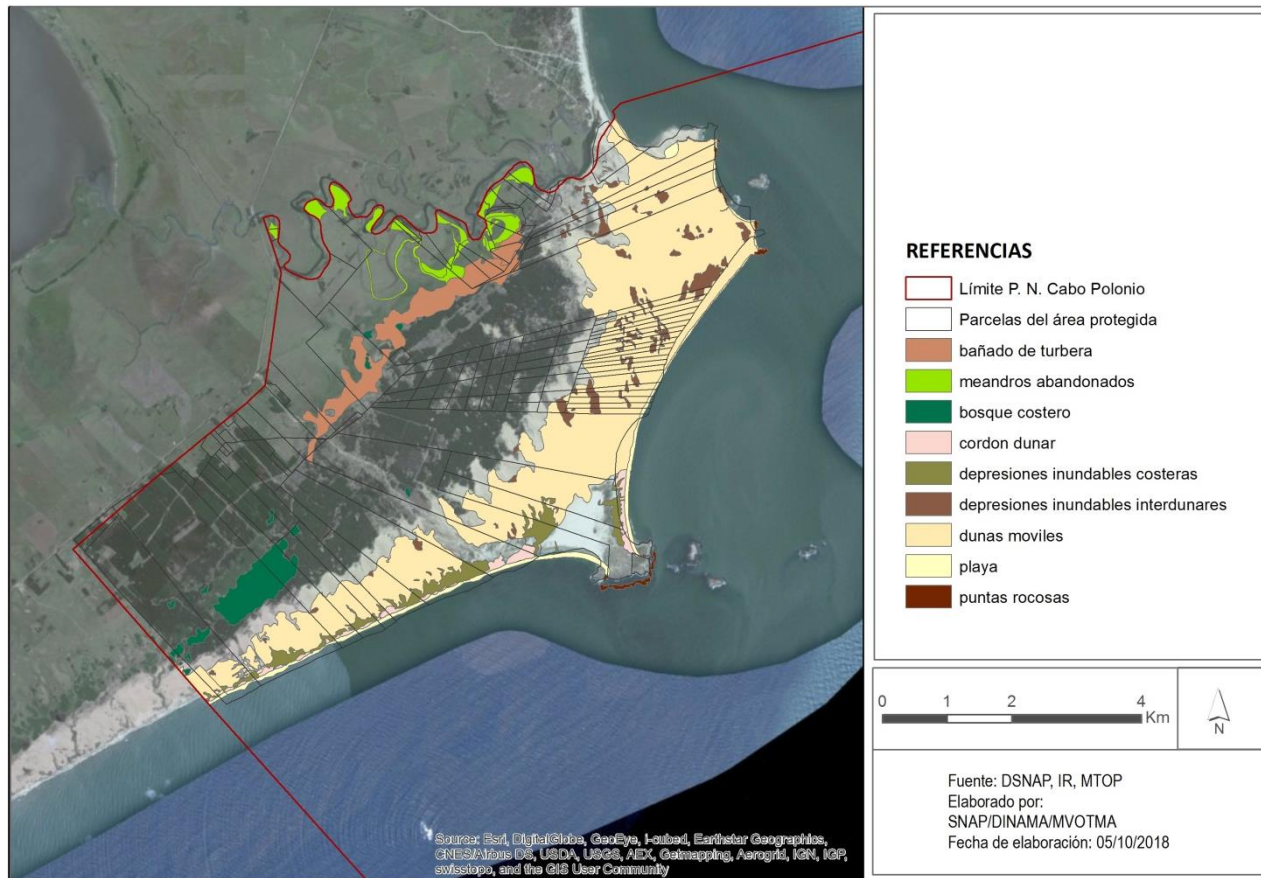 REFERENCIAS
Límite P. N. Cabo Polonio
Parcelas del área protegida
bañado de turbera
meandros abandonados
bosque costero
cordon dunar
depresiones inundables costeras
depresiones inundables interdunares
dunas moviles
playa
puntas rocosas
0 1 2 4
Km
N
Fuente: DSNAP, IR, MTOP
Elaborado por:
SNAP/DINAMA/MVOTMA
Fecha de elaboración: 05/10/2018
Source: Esri, DigitalGlobe, GeoEye, i-cubed, Earthstar Geographics,
CNES/Airbus DS, USDA, USGS, AEX, Getmapping, Aerogrid, IGN, IGP,
swisstopo, and the GIS User Community